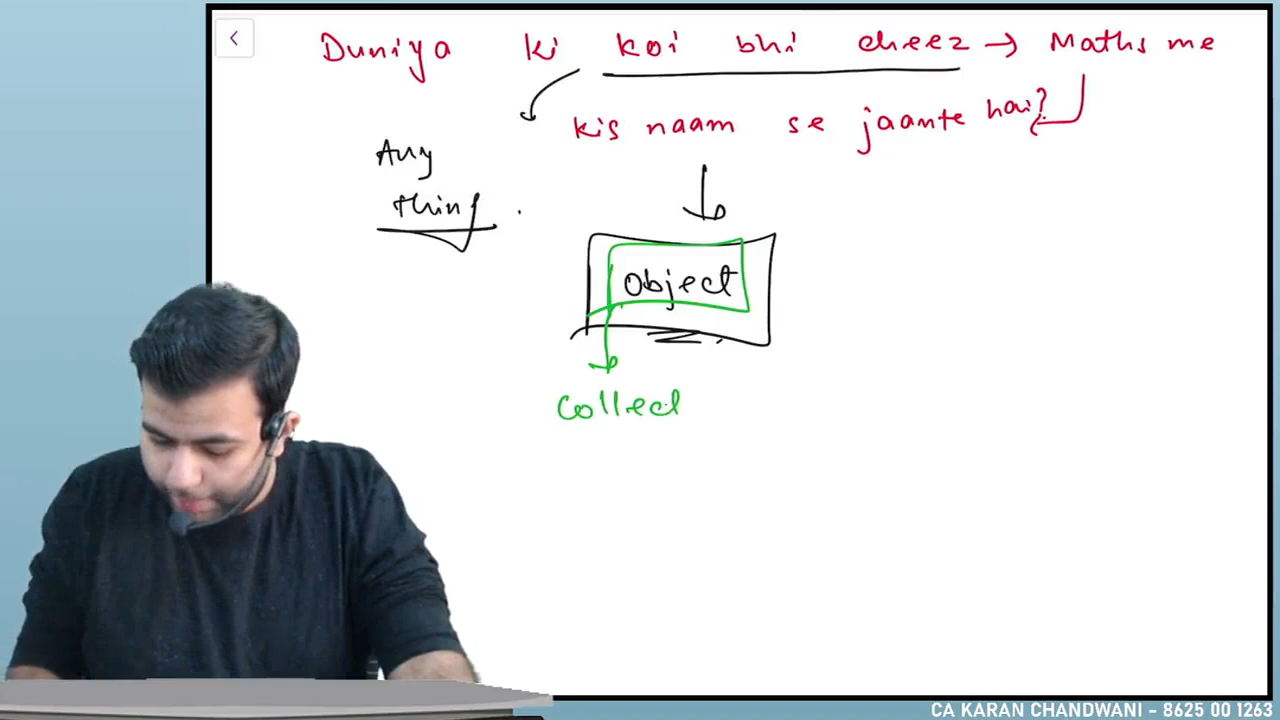 Duniya ki koi bhi cheez → Maths me
kis naam se jaante hai?
Any
thing
Object
Collect
CA KARAN CHANDWANI - 8625 00 1263